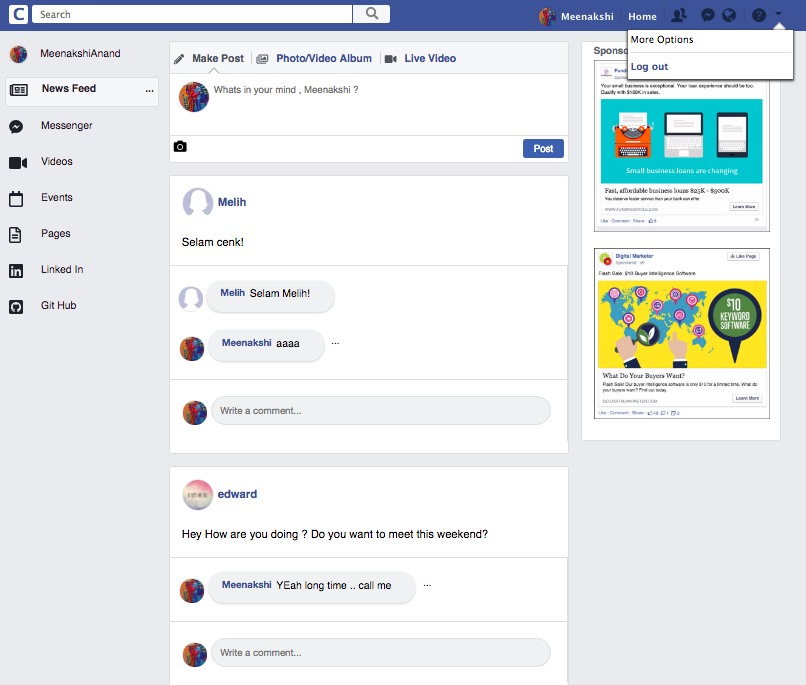 C
Search
Meenakshi
Home
More Options
Log out
MeenakshiAnand
News Feed
...
Messenger
Videos
Events
Pages
Linked In
Git Hub
Make Post
Photo/Video Album
Live Video
Whats in your mind , Meenakshi ?
Post
Melih
Selam cenk!
Melih Selam Melih!
Meenakshi aaaa
...
Write a comment...
edward
Hey How are you doing ? Do you want to meet this weekend?
Meenakshi YEah long time .. call me
...
Write a comment...
Spons
Sponsored
Your small business is exceptional. Your loan experience should be too.
Qualify with $150K in sales.
Small business loans are changing
Fast, affordable business loans $25K - $500K
You deserve faster service than your bank can offer
Learn More
Like · Comment · Share
Digital Marketer
Sponsored
Like Page
Flash Sale: $10 Buyer Intelligence Software
$10
KEYWORD
SOFTWARE
What Do Your Buyers Want?
Flash Sale! Our buyer intelligence software is only $10 for a limited time. What do
your buyers want? Find out today.
GO.DIGITALMARKETER.COM
Learn More
Like · Comment · Share